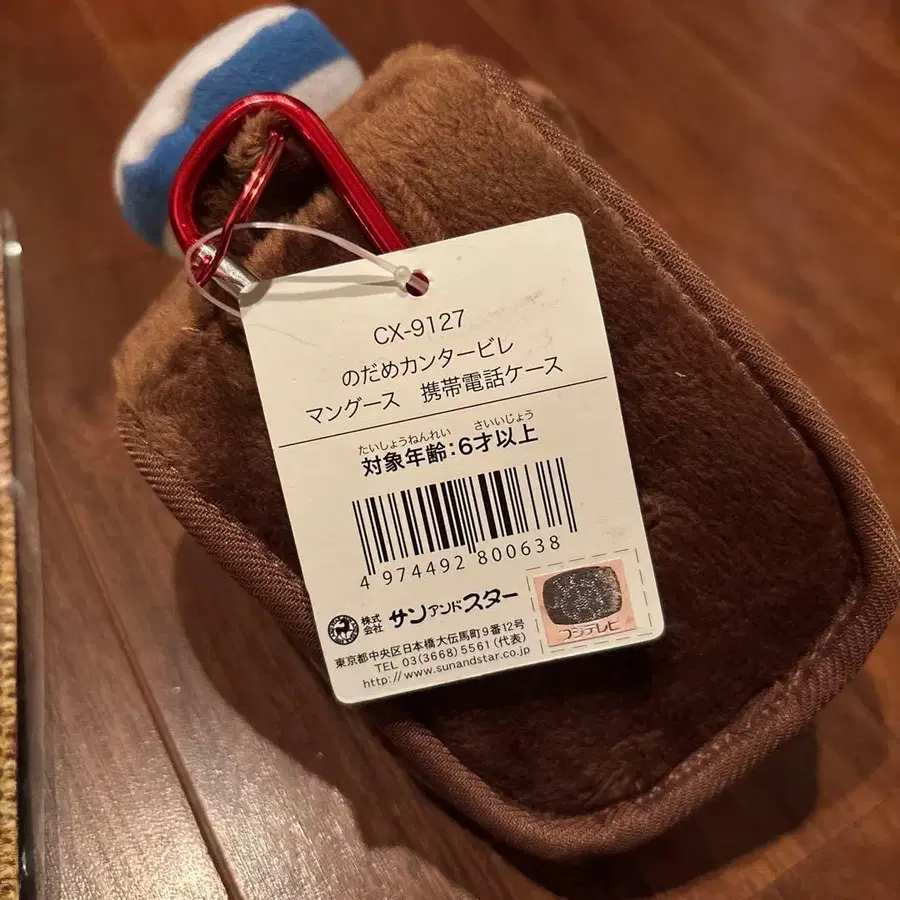 CX-9127
のだめカンタービレ
マングース 携帯電話ケース
たいしょうねんれい さいいじょう
対象年齢:6才以上
4 974492 800638
株式会社 サンアンドスター
東京都中央区日本橋大伝馬町9番12号
TEL 03(3668)5561(代表)
http://www.sunandstar.co.jp
フジテレビ